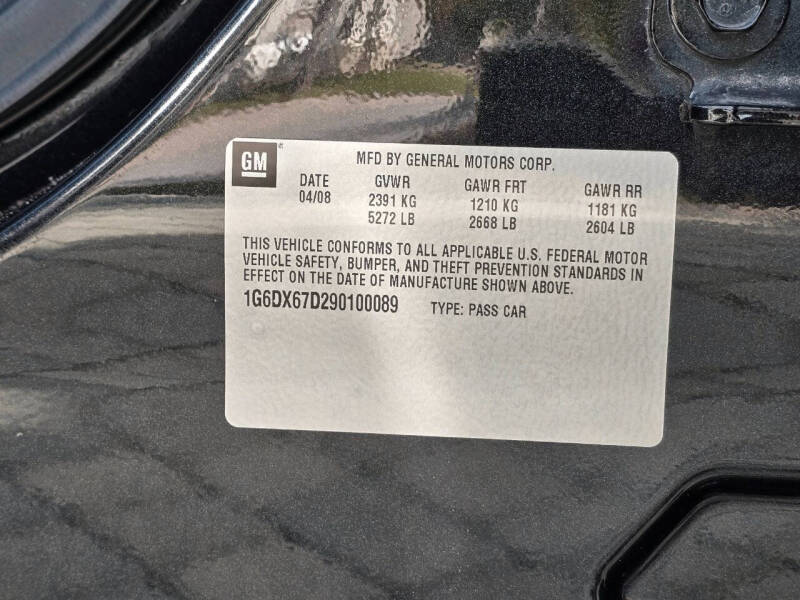 GM
MFD BY GENERAL MOTORS CORP.
DATE GVWR GAWR FRT GAWR RR
04/08 2391 KG 1210 KG 1181 KG
5272 LB 2668 LB 2604 LB
THIS VEHICLE CONFORMS TO ALL APPLICABLE U.S. FEDERAL MOTOR
VEHICLE SAFETY, BUMPER, AND THEFT PREVENTION STANDARDS IN
EFFECT ON THE DATE OF MANUFACTURE SHOWN ABOVE.
1G6DX67D290100089 TYPE: PASS CAR